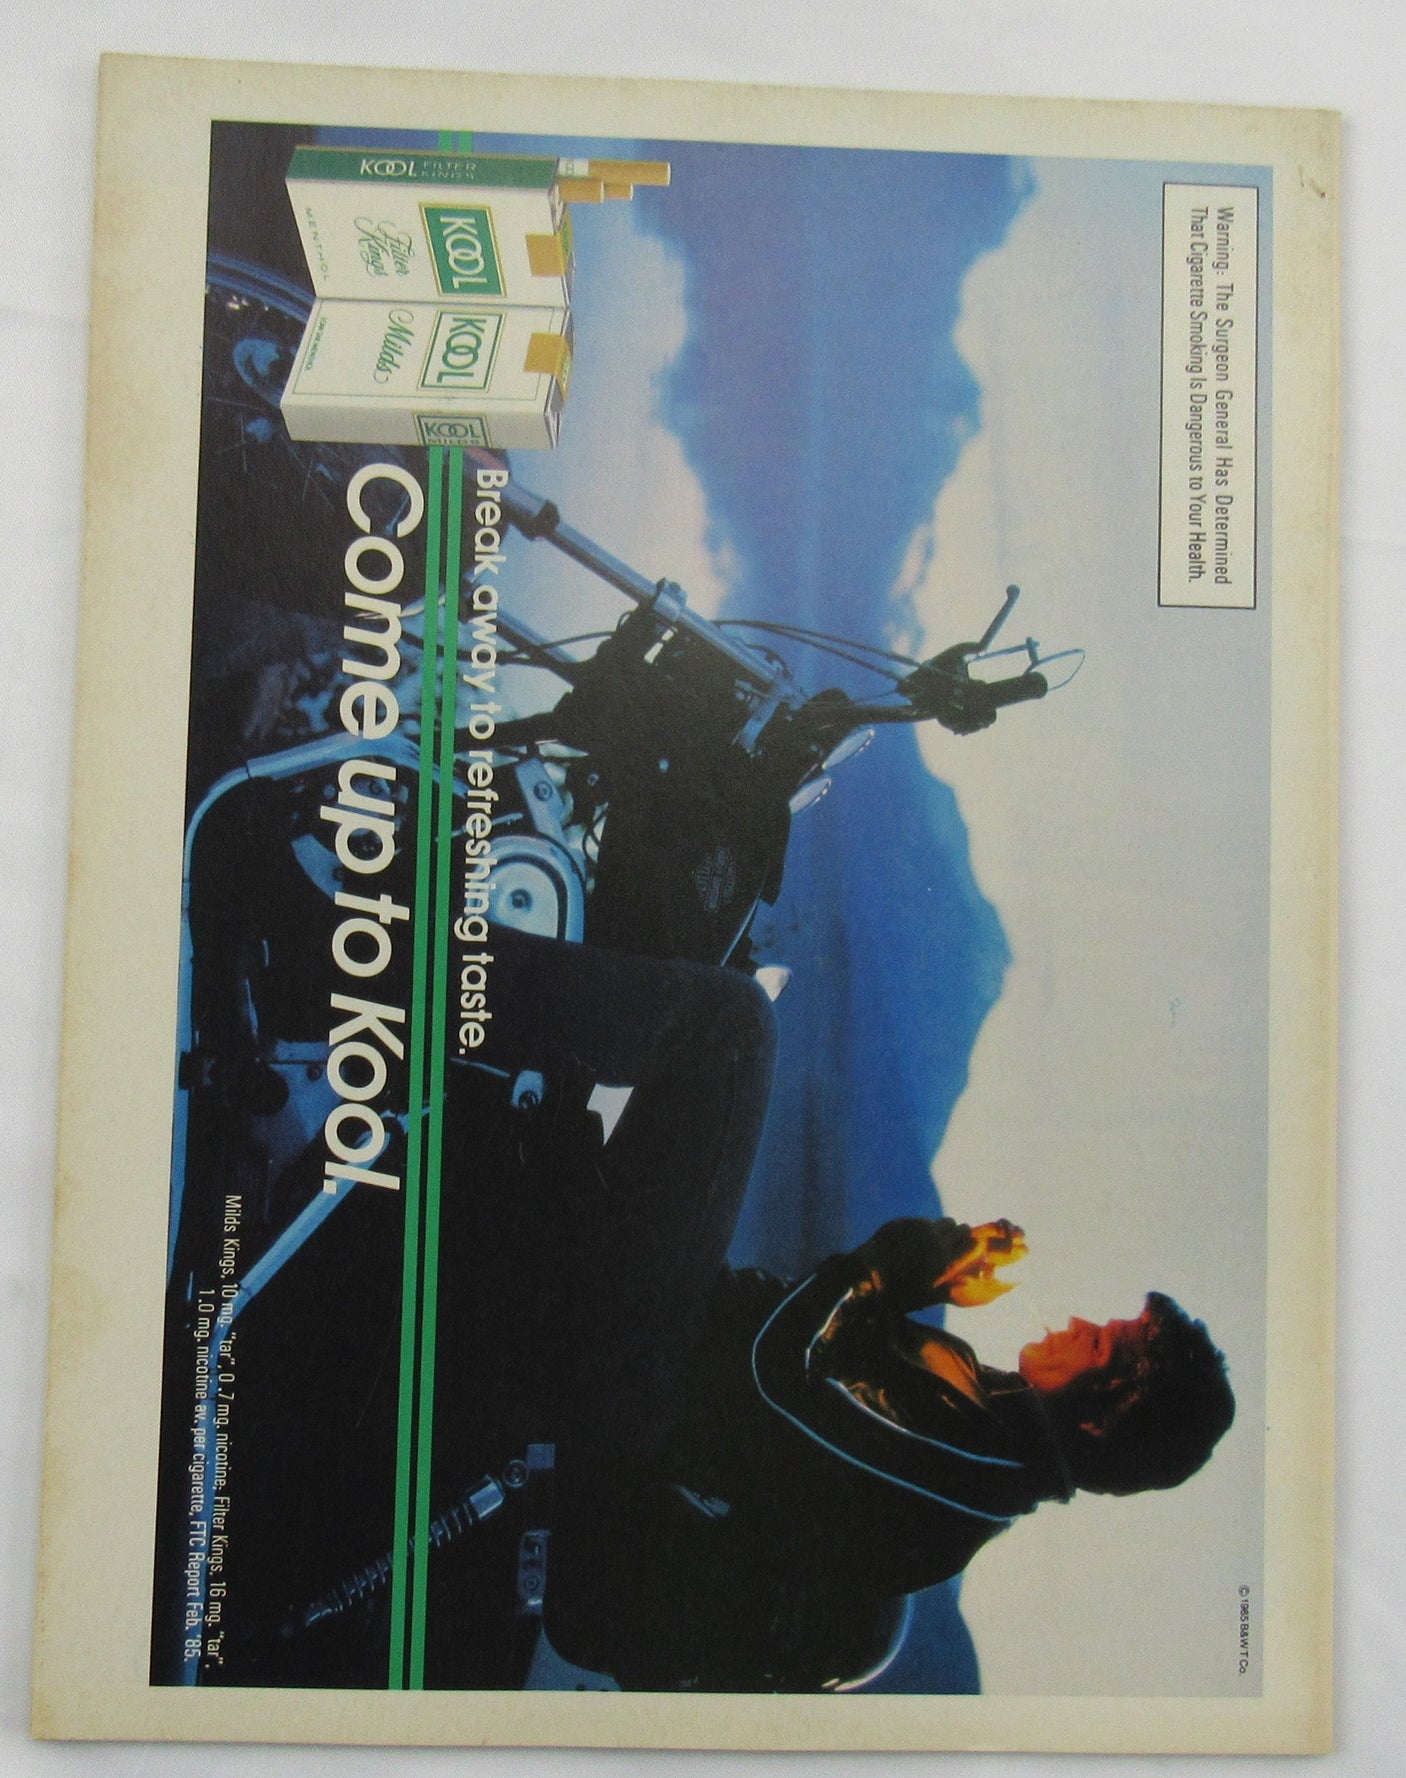 Warning: The Surgeon General Has Determined
That Cigarette Smoking Is Dangerous to Your Health.
© 1985 B&W T Co.
KOOL FILTER
KINGS
KOOL
Filter
Kings
MENTHOL
KOOL
Milds
KOOL
MILDS
Break away to refreshing taste.
Come up to Kool.
Milds Kings, 10 mg. "tar", 0.7 mg. nicotine; Filter Kings, 16 mg. "tar",
1.0 mg. nicotine av. per cigarette, FTC Report Feb. '85.